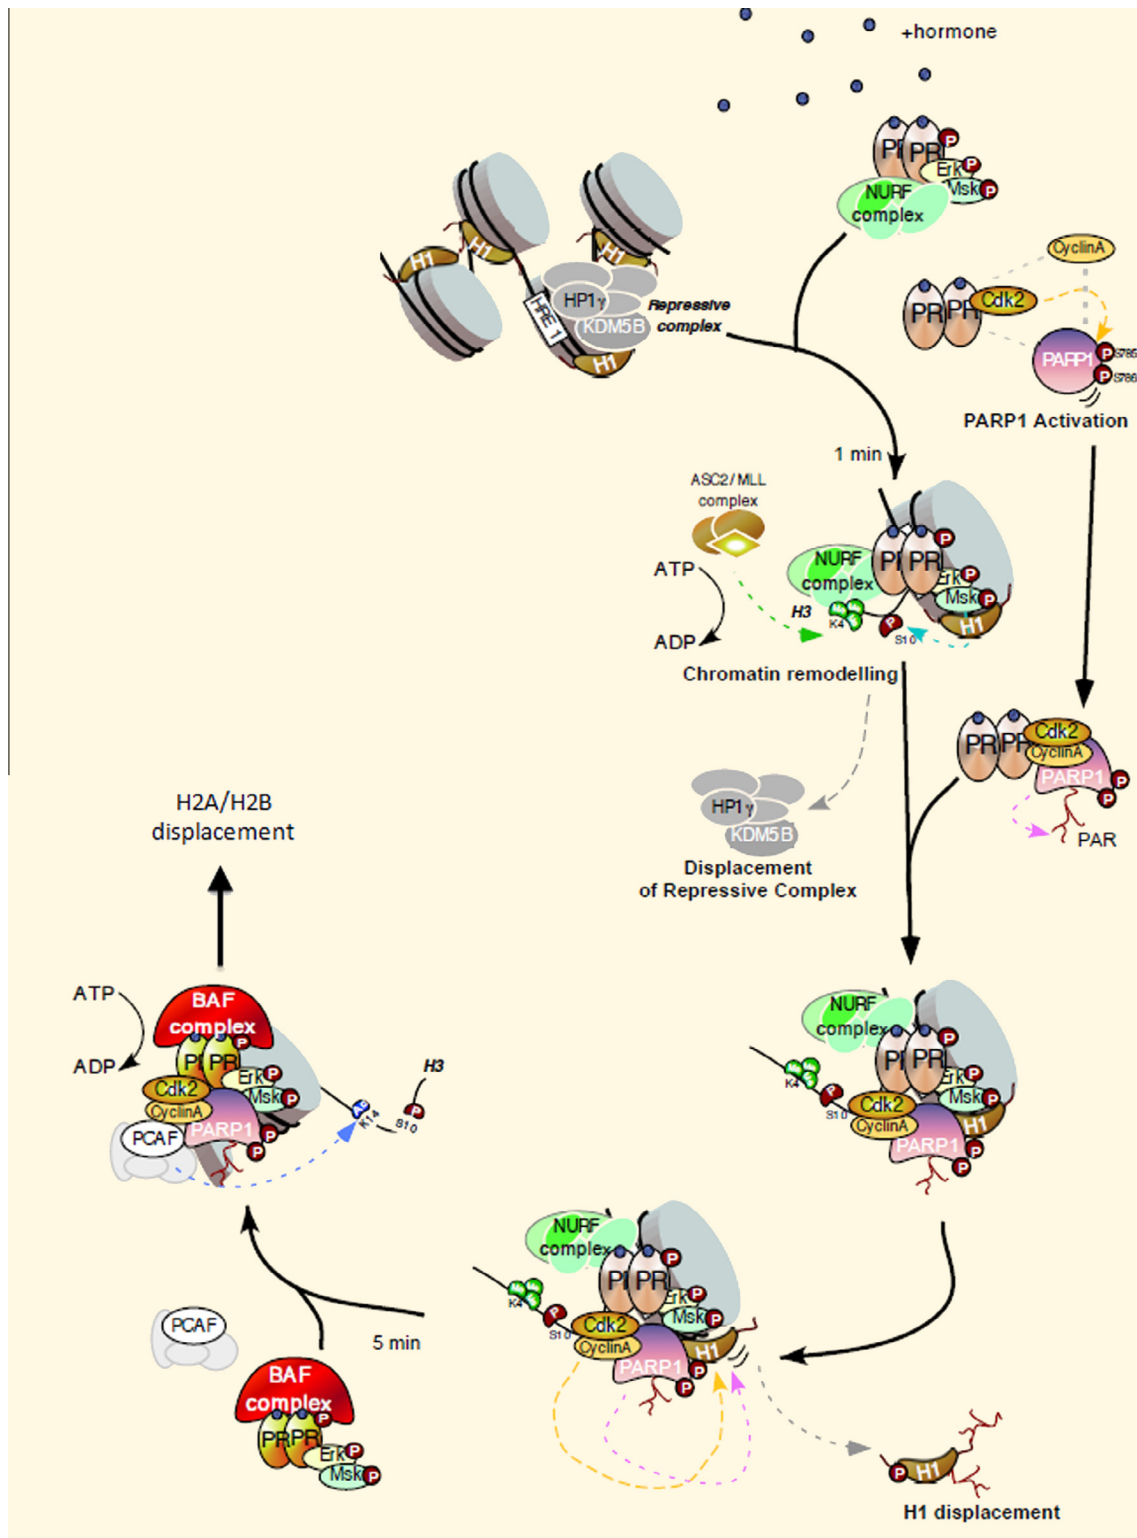 +hormone
PR
PR
Erk
P
P
Msk
P
NURF
complex
CyclinA
PR
PR
Cdk2
PARP1
P
S785
P
S786
PARP1 Activation
H1
H1
H1
HRE 1
HP1γ
KDM5B
H1
Repressive
complex
1 min
ASC2/MLL
complex
ATP
ADP
NURF
complex
PR
PR
P
Erk
P
Msk
P
H1
H3
K4
P
S10
Chromatin remodelling
PR
PR
Cdk2
CyclinA
PARP1
P
P
PAR
HP1γ
KDM5B
Displacement
of Repressive Complex
H2A/H2B
displacement
ATP
ADP
BAF
complex
PR
PR
P
Erk
P
Msk
P
Cdk2
CyclinA
PARP1
P
P
PCAF
K14
P
S10
H3
NURF
complex
PR
PR
P
Erk
P
Msk
P
H1
K4
P
S10
Cdk2
CyclinA
PARP1
P
P
NURF
complex
PR
PR
P
Erk
P
Msk
P
H1
K4
P
S10
Cdk2
CyclinA
PARP1
P
P
5 min
PCAF
BAF
complex
PR
PR
P
Erk
P
Msk
P
P
H1
H1 displacement